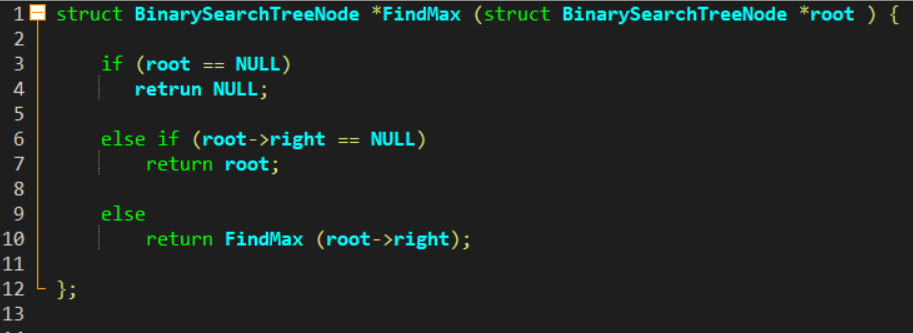 1 struct BinarySearchTreeNode *FindMax (struct BinarySearchTreeNode *root ) {
2
3 if (root == NULL)
4 retrun NULL;
5
6 else if (root->right == NULL)
7 return root;
8
9 else
10 return FindMax (root->right);
11
12 };
13